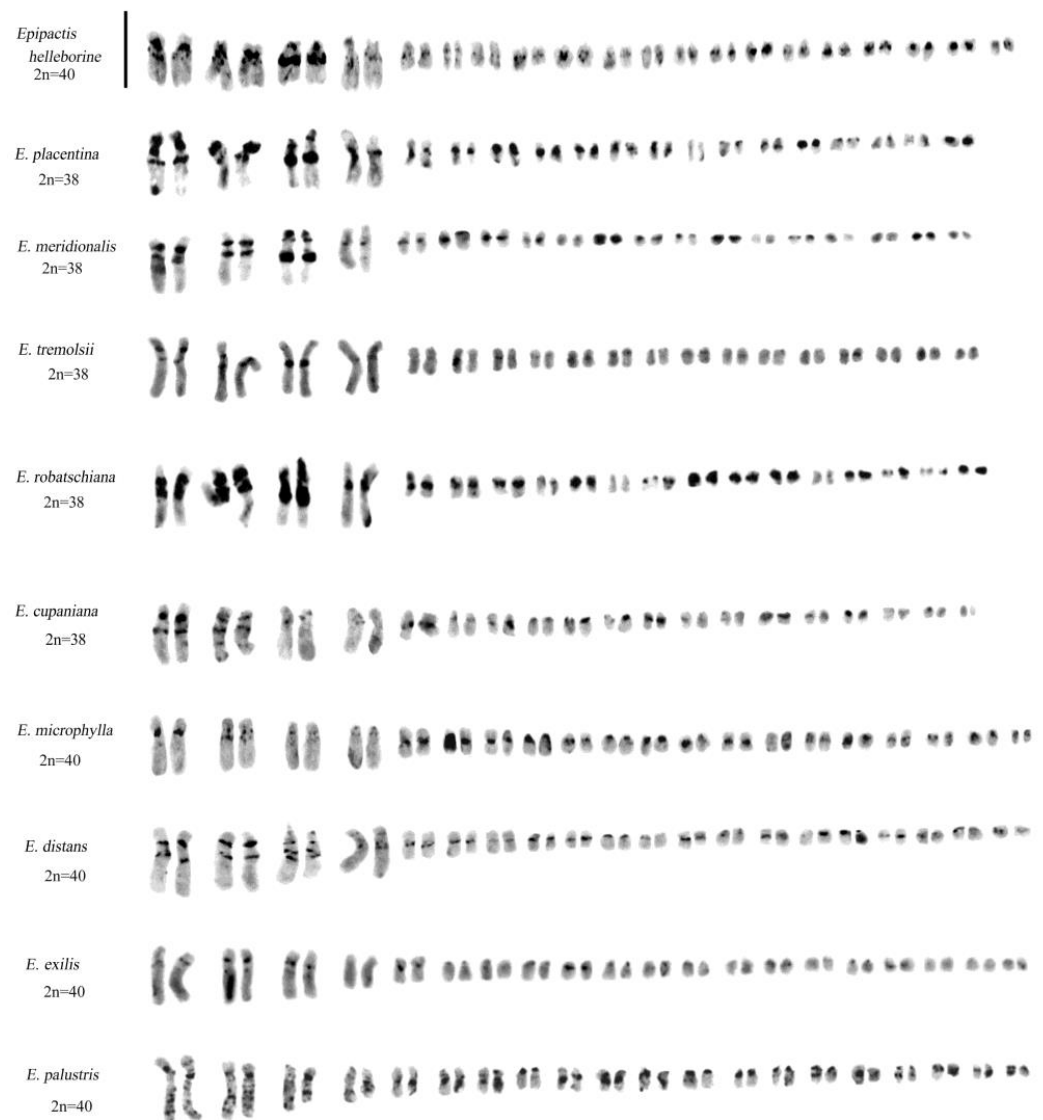 Epipactis
helleborine
2n=40
E. placentina
2n=38
E. meridionalis
2n=38
E. tremolsii
2n=38
E. robatschiana
2n=38
E. cupaniana
2n=38
E. microphylla
2n=40
E. distans
2n=40
E. exilis
2n=40
E. palustris
2n=40